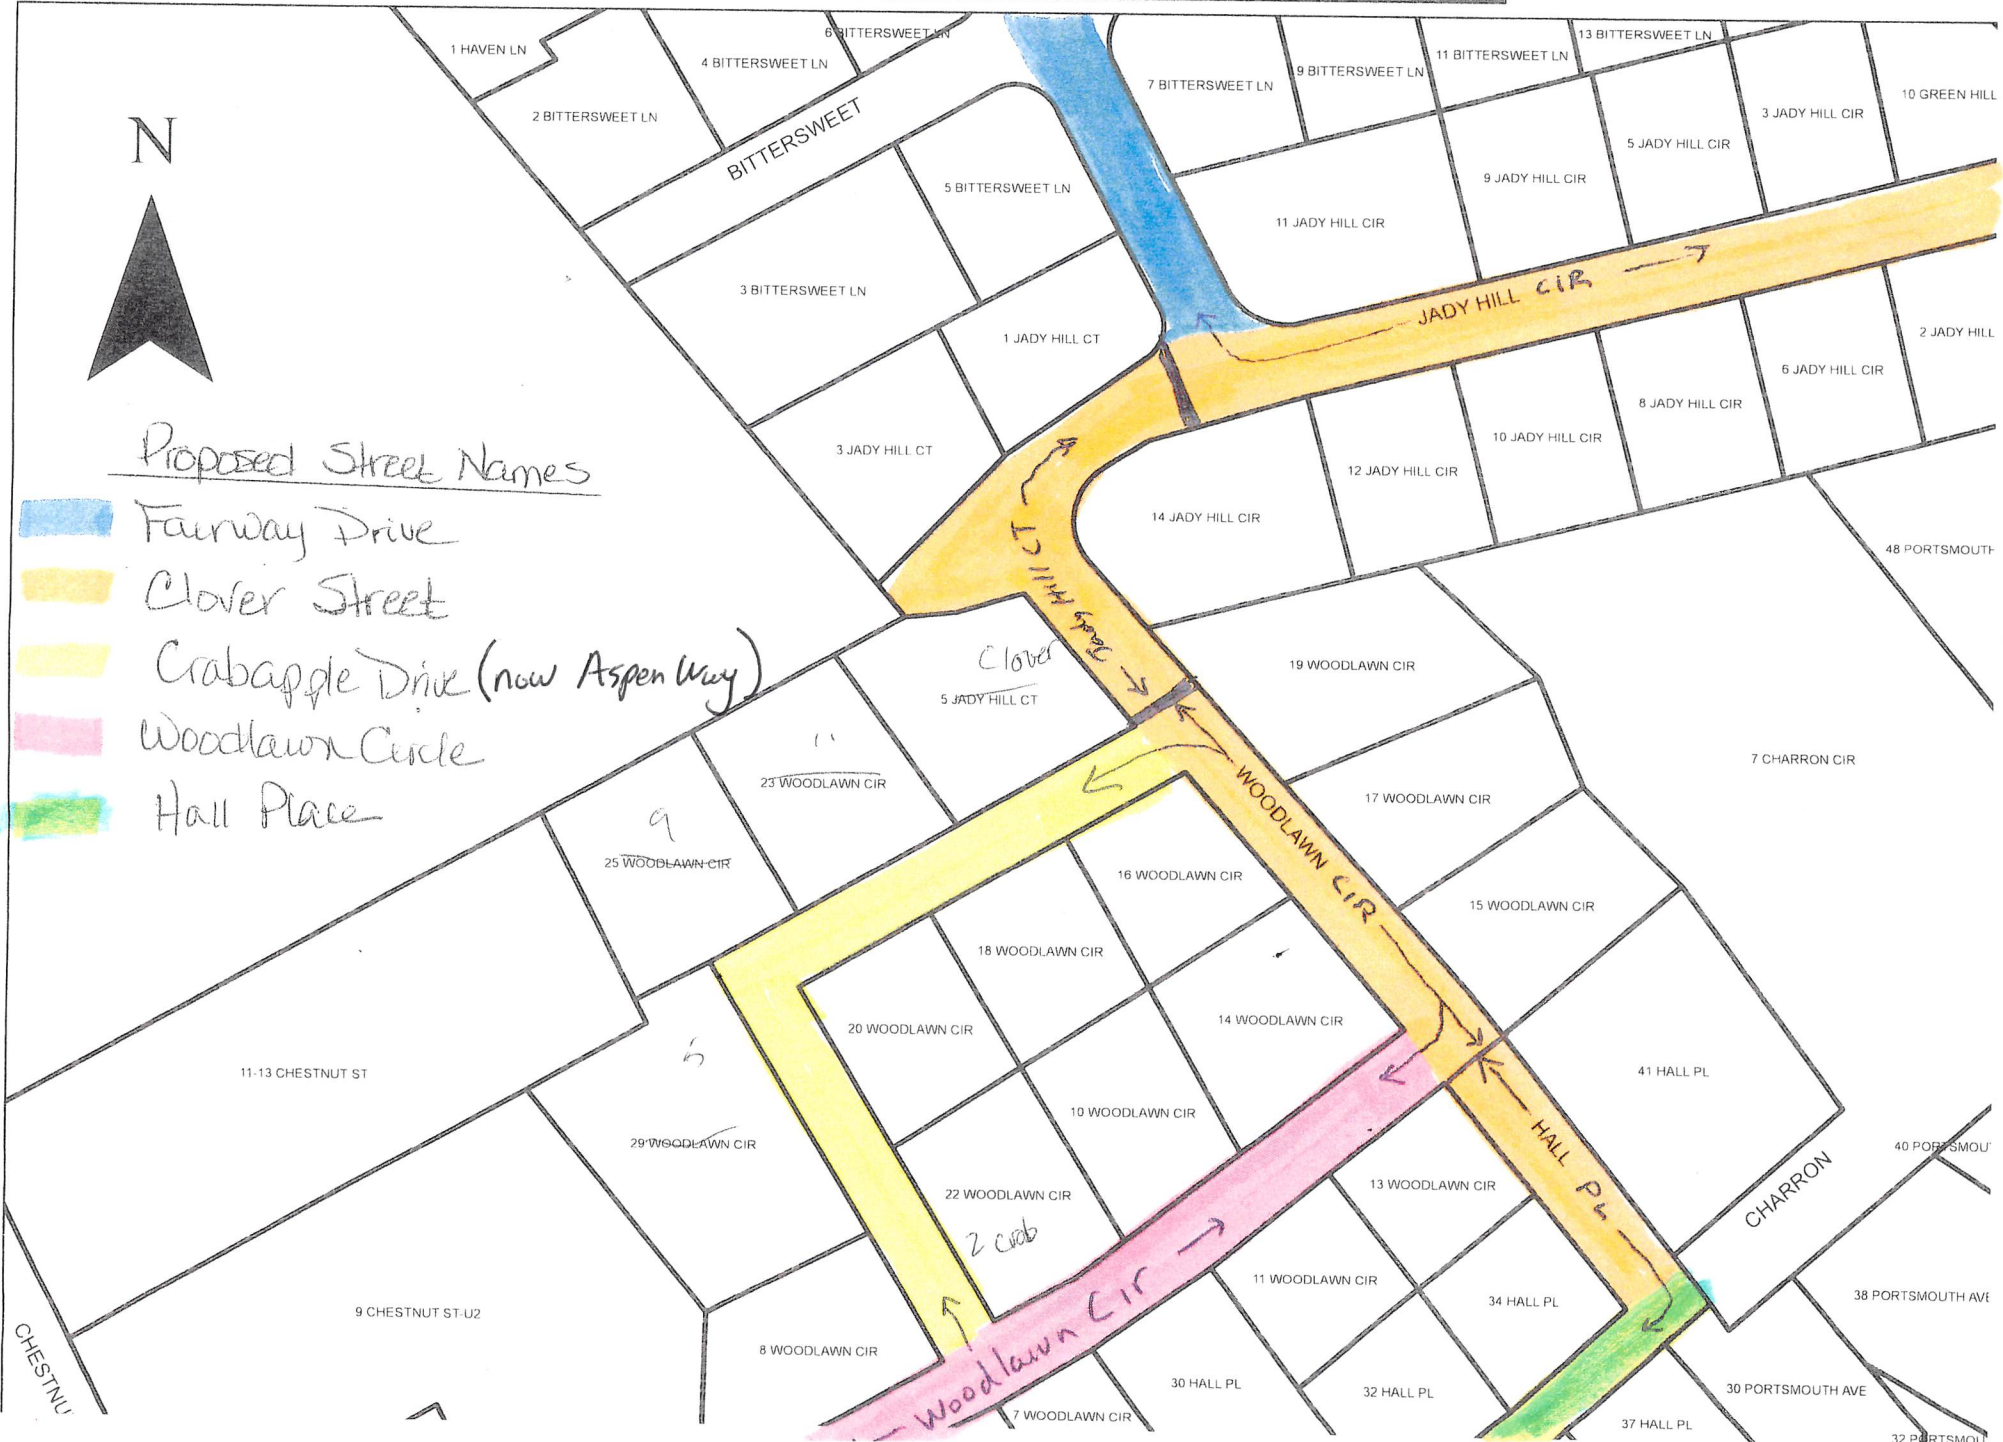 1 HAVEN LN
2 BITTERSWEET LN
4 BITTERSWEET LN
6 BITTERSWEET LN
BITTERSWEET
5 BITTERSWEET LN
3 BITTERSWEET LN
7 BITTERSWEET LN
9 BITTERSWEET LN
11 BITTERSWEET LN
13 BITTERSWEET LN
10 GREEN HILL
3 JADY HILL CIR
5 JADY HILL CIR
9 JADY HILL CIR
11 JADY HILL CIR
JADY HILL CIR
2 JADY HILL
6 JADY HILL CIR
8 JADY HILL CIR
10 JADY HILL CIR
12 JADY HILL CIR
14 JADY HILL CIR
1 JADY HILL CT
3 JADY HILL CT
Jady Hill CT
48 PORTSMOUTH
N
Proposed Street Names
Fairway Drive
Clover Street
Crabapple Drive (now Aspen Way)
Woodlawn Circle
Hall Place
Clover
5 JADY HILL CT
11
23 WOODLAWN CIR
9
25 WOODLAWN CIR
5
29 WOODLAWN CIR
19 WOODLAWN CIR
17 WOODLAWN CIR
15 WOODLAWN CIR
7 CHARRON CIR
WOODLAWN CIR
16 WOODLAWN CIR
18 WOODLAWN CIR
20 WOODLAWN CIR
14 WOODLAWN CIR
10 WOODLAWN CIR
22 WOODLAWN CIR
2 crab
11-13 CHESTNUT ST
9 CHESTNUT ST-U2
CHESTNU
8 WOODLAWN CIR
Woodlawn Cir
7 WOODLAWN CIR
11 WOODLAWN CIR
13 WOODLAWN CIR
41 HALL PL
HALL PL
34 HALL PL
30 HALL PL
32 HALL PL
37 HALL PL
CHARRON
40 PORTSMOU
38 PORTSMOUTH AVE
30 PORTSMOUTH AVE
32 PORTSMOU